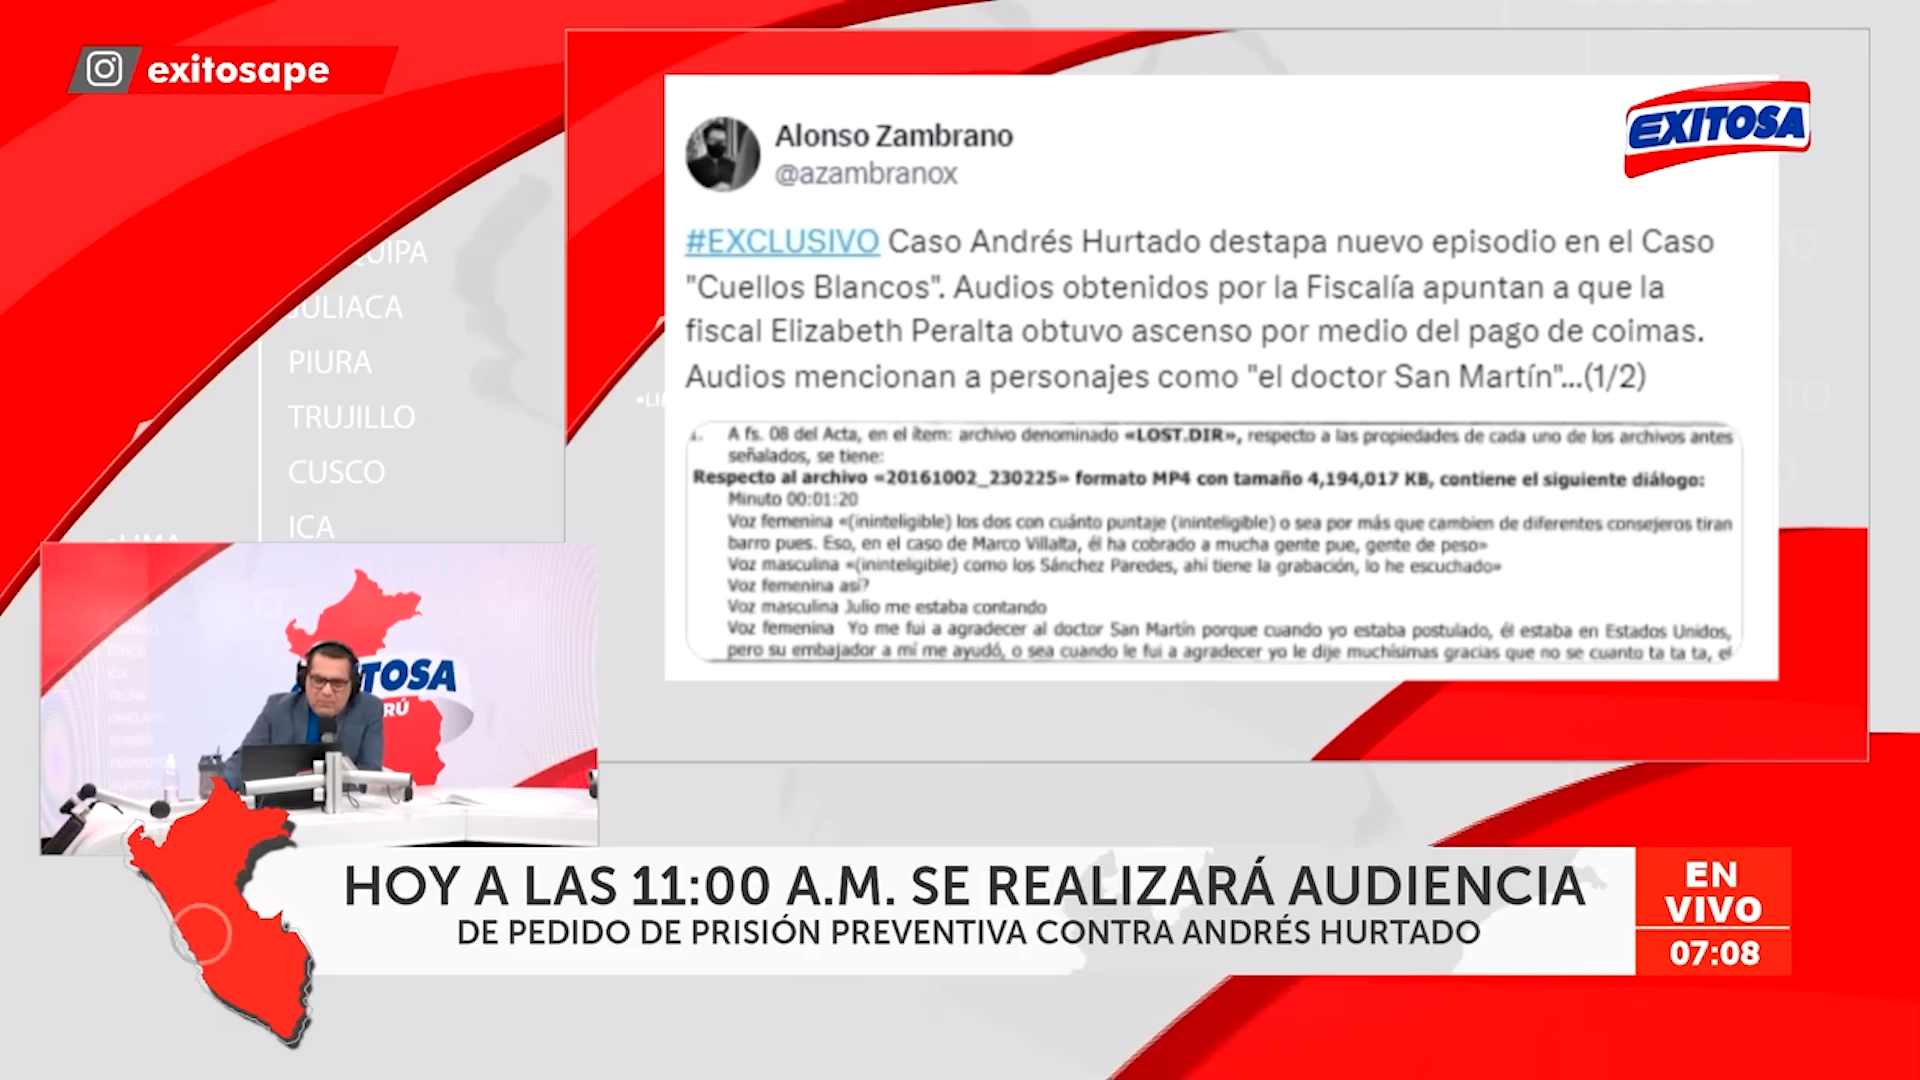 exitosape
EXITOSA
Alonso Zambrano
@azambranox
#EXCLUSIVO Caso Andrés Hurtado destapa nuevo episodio en el Caso
"Cuellos Blancos". Audios obtenidos por la Fiscalía apuntan a que la
fiscal Elizabeth Peralta obtuvo ascenso por medio del pago de coimas.
Audios mencionan a personajes como "el doctor San Martín"...(1/2)
A fs. 08 del Acta, en el ítem: archivo denominado «LOST.DIR», respecto a las propiedades de cada uno de los archivos antes
señalados, se tiene:
Respecto al archivo «20161002_230225» formato MP4 con tamaño 4,194,017 KB, contiene el siguiente diálogo:
Minuto 00:01:20
Voz femenina «(ininteligible) los dos con cuánto puntaje (ininteligible) o sea por más que cambien de diferentes consejeros tiran
barro pues. Eso, en el caso de Marco Villalta, él ha cobrado a mucha gente pue, gente de peso»
Voz masculina «(ininteligible) como los Sánchez Paredes, ahí tiene la grabación, lo he escuchado»
Voz femenina así?
Voz masculina Julio me estaba contando
Voz femenina Yo me fui a agradecer al doctor San Martín porque cuando yo estaba postulado, él estaba en Estados Unidos,
pero su embajador a mí me ayudó, o sea cuando le fui a agradecer yo le dije muchísimas gracias que no se cuanto ta ta ta, el
JULIACA
PIURA
TRUJILLO
CUSCO
ICA
HOY A LAS 11:00 A.M. SE REALIZARÁ AUDIENCIA
DE PEDIDO DE PRISIÓN PREVENTIVA CONTRA ANDRÉS HURTADO
EN
VIVO
07:08